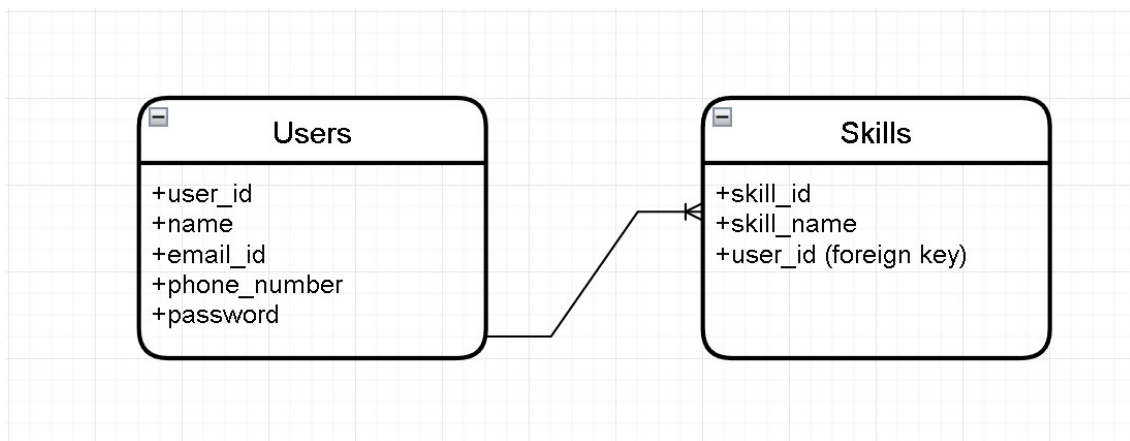 Users
+user_id
+name
+email_id
+phone_number
+password
Skills
+skill_id
+skill_name
+user_id (foreign key)